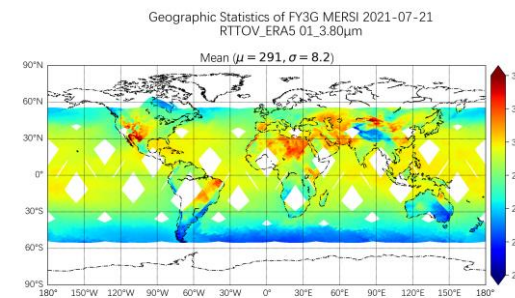 Geographic Statistics of FY3G MERSI 2021-07-21
RTTOV_ERA5 01_3.80μm
Mean (μ = 291, σ = 8.2)
90°N
60°N
30°N
0°
30°S
60°S
90°S
180° 150°W 120°W 90°W 60°W 30°W 0° 30°E 60°E 90°E 120°E 150°E 180°